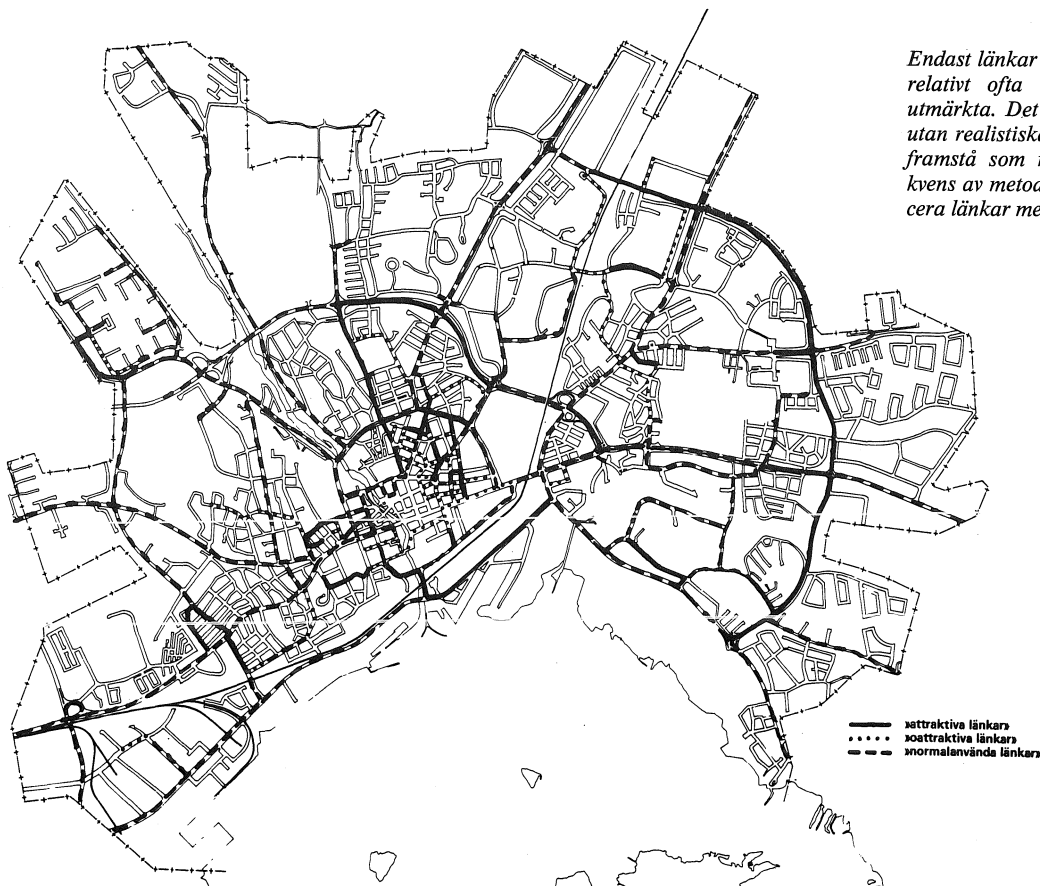 Endast länkar
relativt ofta
utmärkta. Det
utan realistiska
framstå som
kvens av metod
cera länkar me
»attraktiva länkar»
»oattraktiva länkar»
»normalanvända länkar»